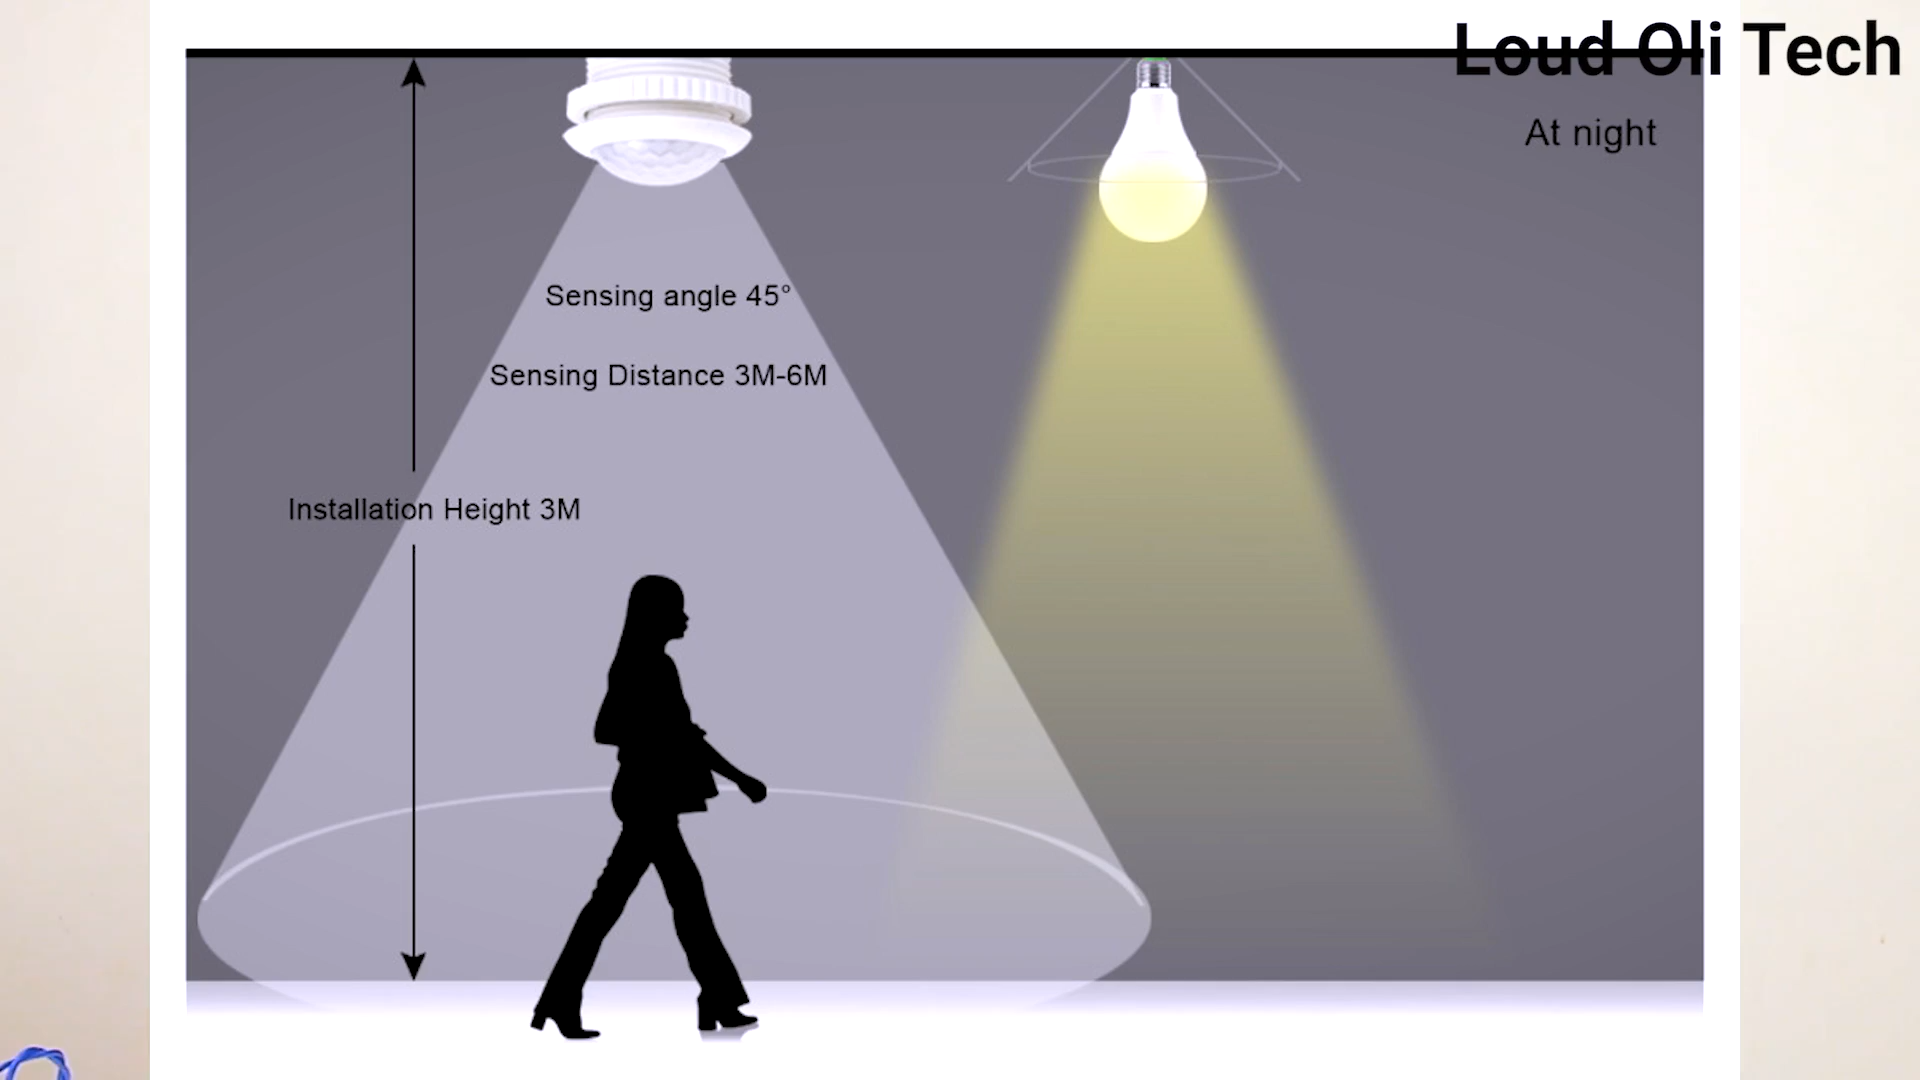 Loud Oli Tech
At night
Sensing angle 45°
Sensing Distance 3M-6M
Installation Height 3M